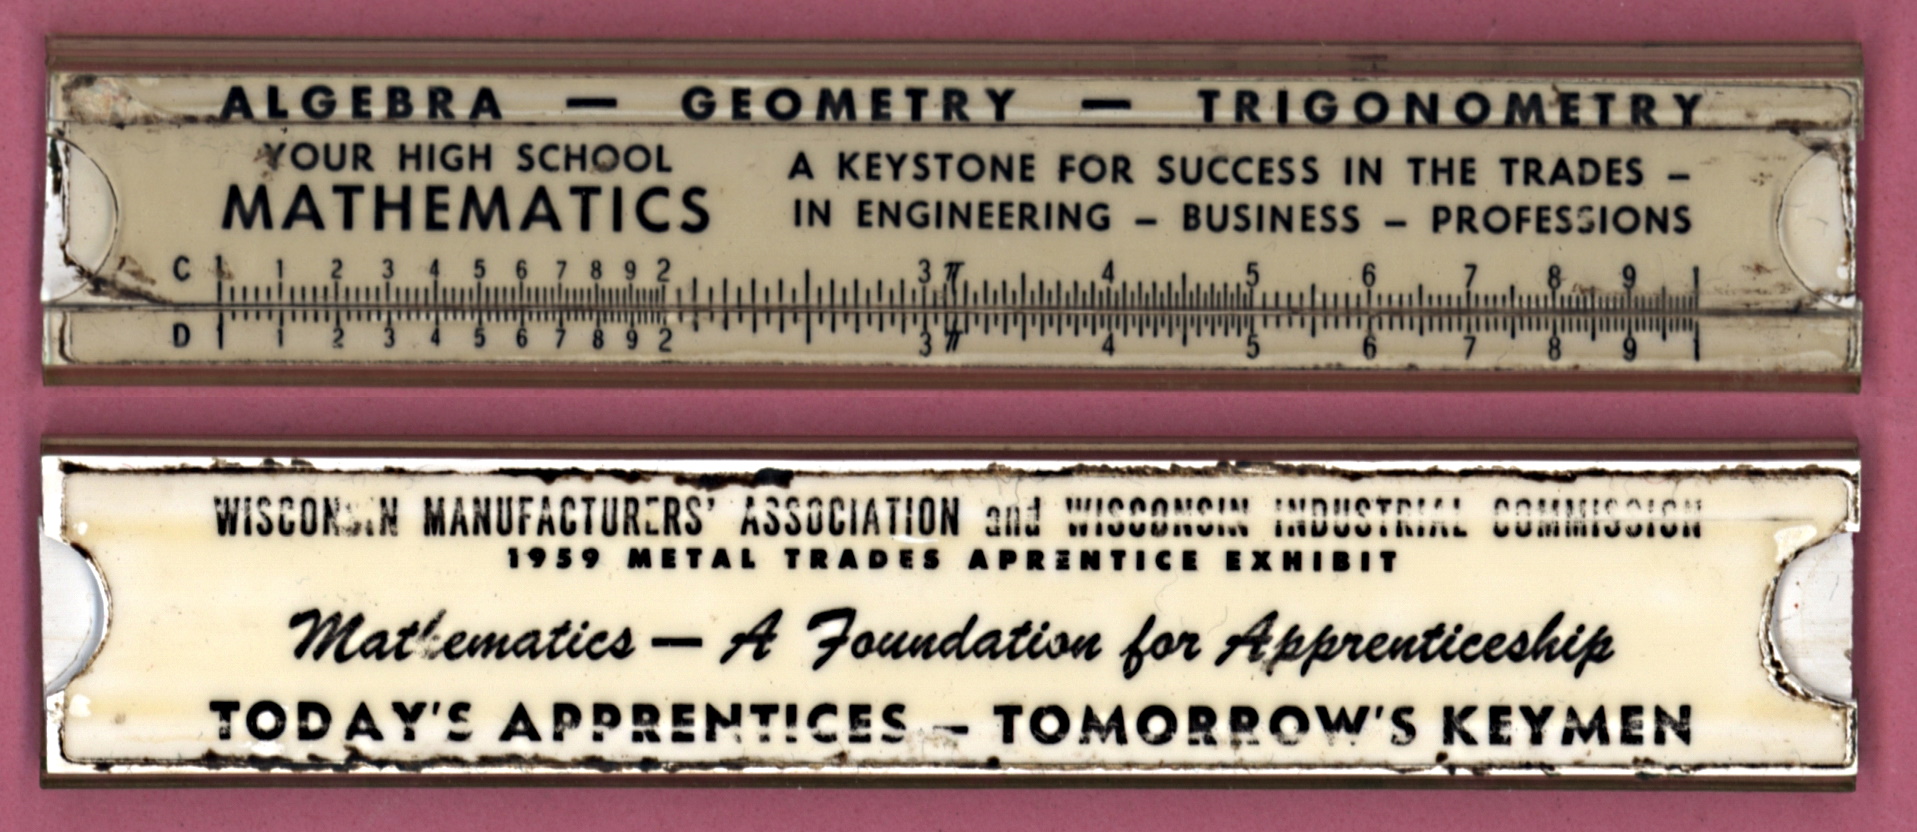 ALGEBRA — GEOMETRY — TRIGONOMETRY
YOUR HIGH SCHOOL
MATHEMATICS
A KEYSTONE FOR SUCCESS IN THE TRADES –
IN ENGINEERING – BUSINESS – PROFESSIONS
C 1 1 2 3 4 5 6 7 8 9 2 3 π 4 5 6 7 8 9 1
D 1 1 2 3 4 5 6 7 8 9 2 3 π 4 5 6 7 8 9 1
WISCONSIN MANUFACTURERS' ASSOCIATION and WISCONSIN INDUSTRIAL COMMISSION
1959 METAL TRADES APRENTICE EXHIBIT
Mathematics — A Foundation for Apprenticeship
TODAY'S APPRENTICES – TOMORROW'S KEYMEN